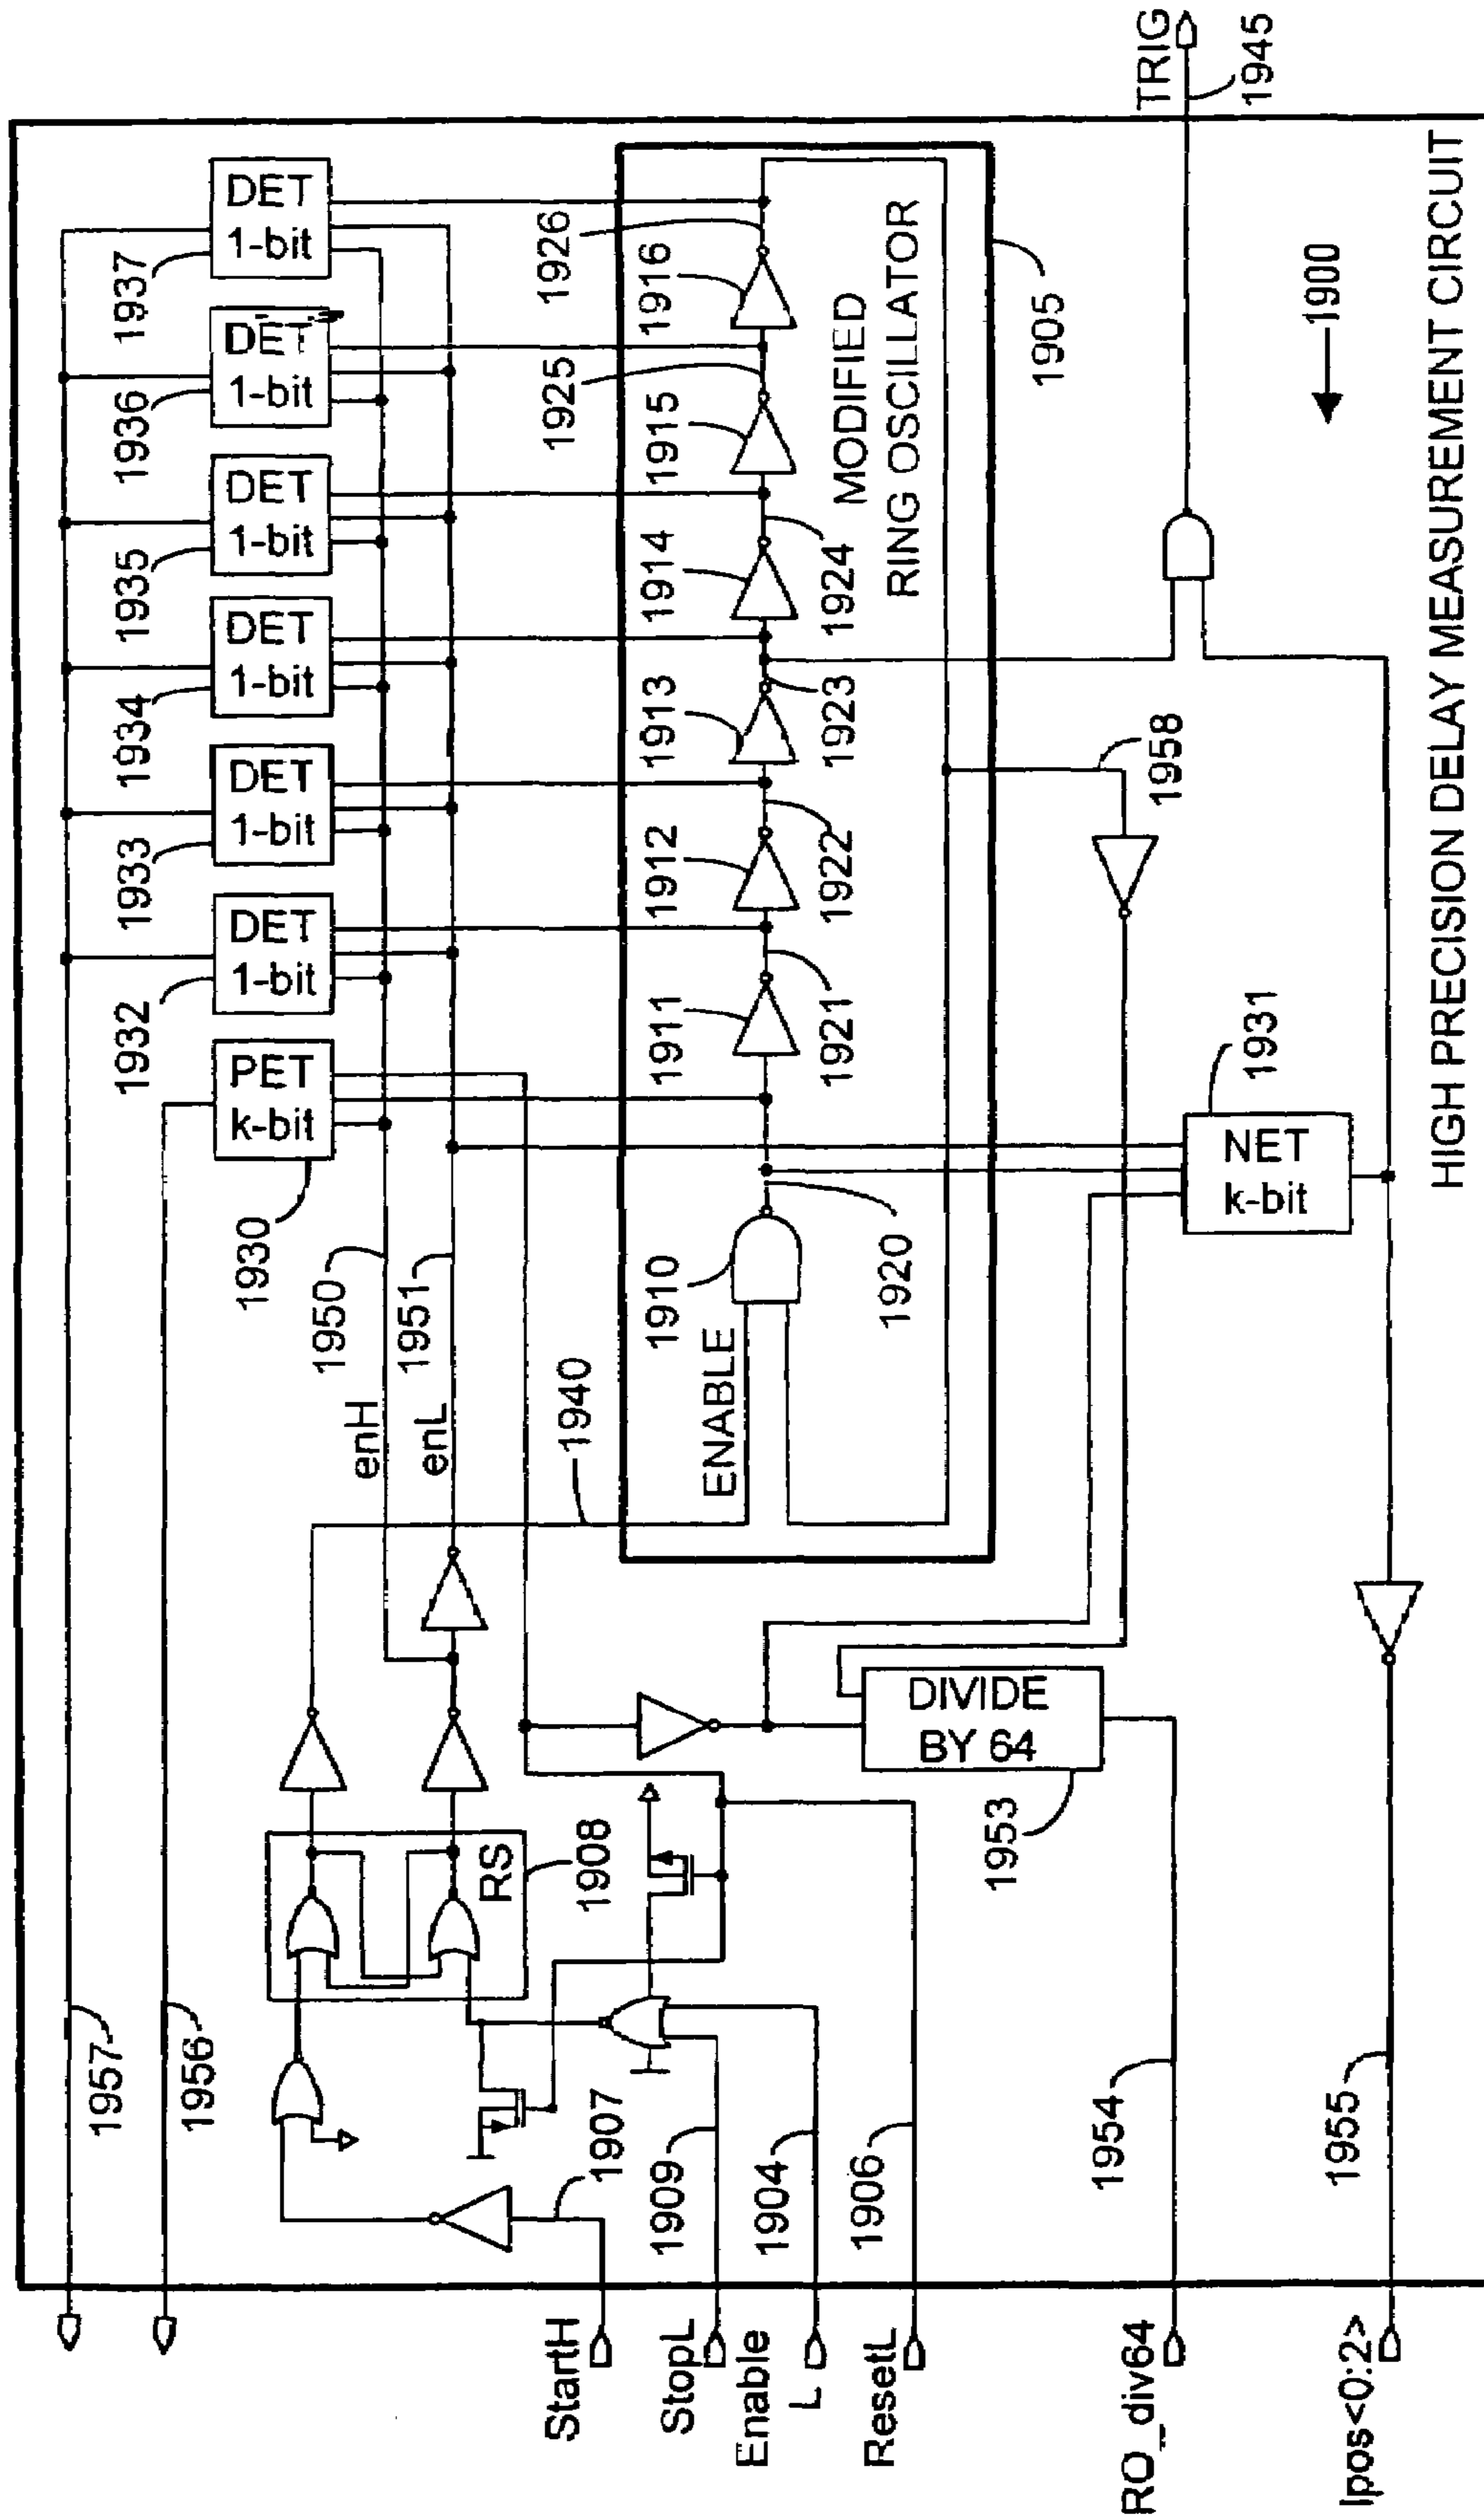 1957
1956
1937
DET
1-bit
1936
DET
1-bit
1935
DET
1-bit
1934
DET
1-bit
1933
DET
1-bit
1932
DET
1-bit
1930
PET
k-bit
1950
enH
1951
enL
1940
RS
1908
1907
StartH
1909
StopL
1904
Enable
L
1906
ResetL
ENABLE
1910
1920
1911
1921
1912
1922
1913
1923
1914
1924
1915
1925
1916
1926
MODIFIED
RING OSCILLATOR
1905
1958
DIVIDE
BY 64
1953
NET
k-bit
1931
1954
RO_div64
1955
lpos<0:2>
TRIG
1945
1900
HIGH PRECISION DELAY MEASUREMENT CIRCUIT